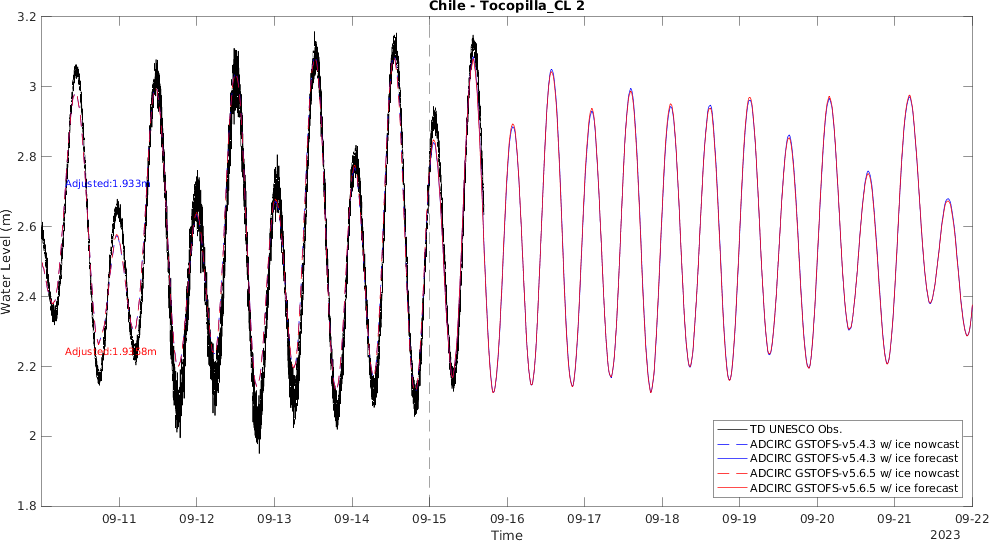 Chile - Tocopilla_CL 2
3.2
3
2.8
2.6
2.4
2.2
2
1.8
Water Level (m)
Adjusted:1.933m
Adjusted:1.9368m
TD UNESCO Obs.
ADCIRC GSTOFS-v5.4.3 w/ ice nowcast
ADCIRC GSTOFS-v5.4.3 w/ ice forecast
ADCIRC GSTOFS-v5.6.5 w/ ice nowcast
ADCIRC GSTOFS-v5.6.5 w/ ice forecast
09-11 09-12 09-13 09-14 09-15 09-16 09-17 09-18 09-19 09-20 09-21 09-22
Time
2023